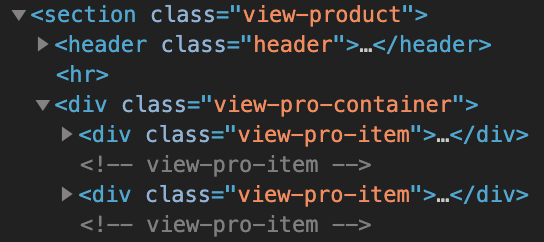 <section class="view-product">
<header class="header">…</header>
<hr>
<div class="view-pro-container">
<div class="view-pro-item">…</div>
<!-- view-pro-item -->
<div class="view-pro-item">…</div>
<!-- view-pro-item -->